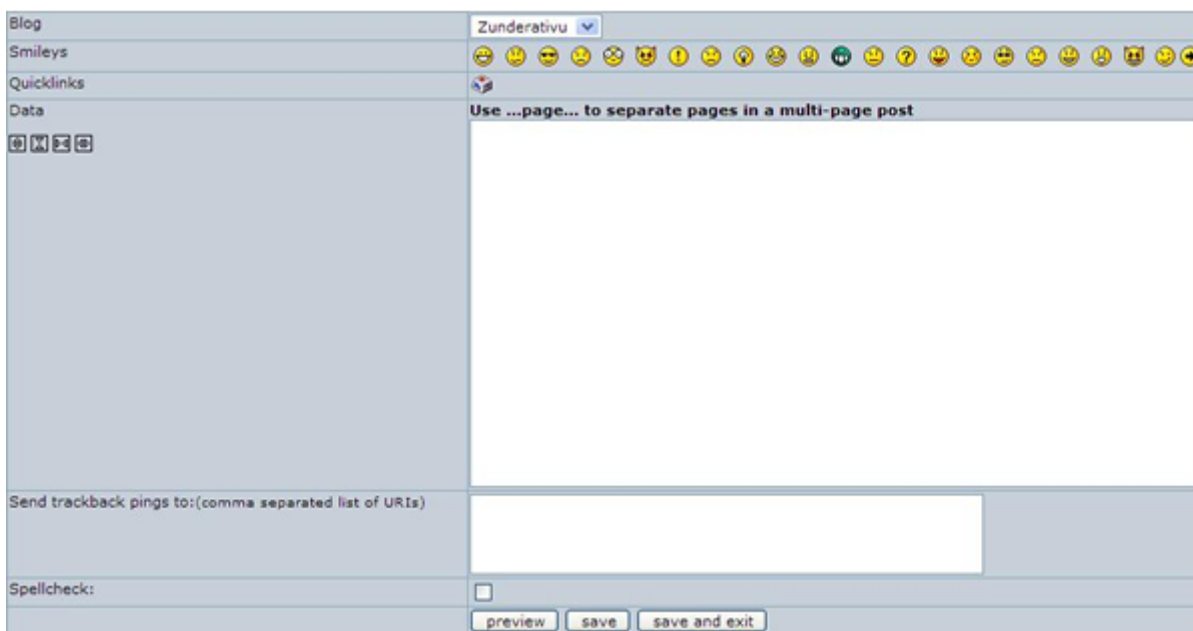 Blog
Zunderativu
Smileys
Quicklinks
Data
Use ...page... to separate pages in a multi-page post
Send trackback pings to:(comma separated list of URIs)
Spellcheck:
preview
save
save and exit